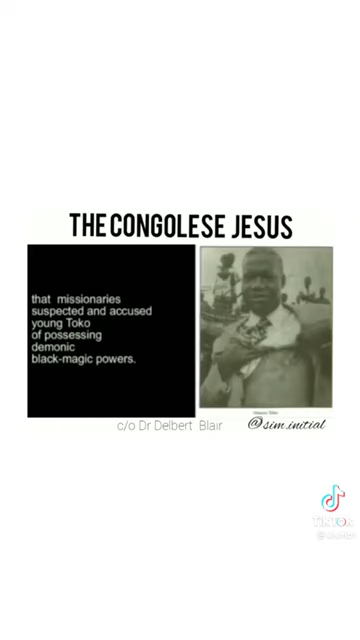 THE CONGOLESE JESUS
that missionaries
suspected and accused
young Toko
of possessing
demonic
black-magic powers.
c/o Dr Delbert Blair
@sim.initial
TikTok